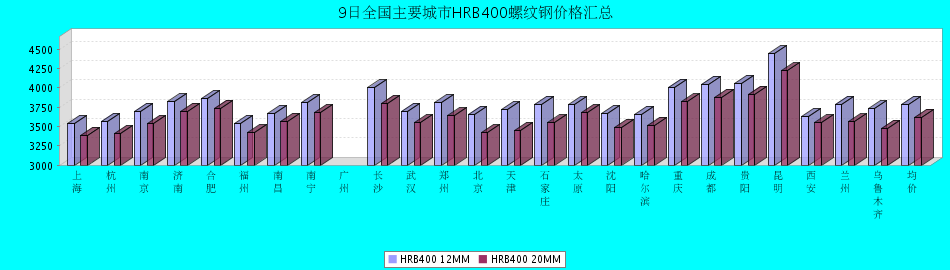 9日全国主要城市HRB400螺纹钢价格汇总
4500
4250
4000
3750
3500
3250
3000
上海
杭州
南京
济南
合肥
福州
南昌
南宁
广州
长沙
武汉
郑州
北京
天津
石家庄
太原
沈阳
哈尔滨
重庆
成都
贵阳
昆明
西安
兰州
乌鲁木齐
均价
HRB400 12MM HRB400 20MM